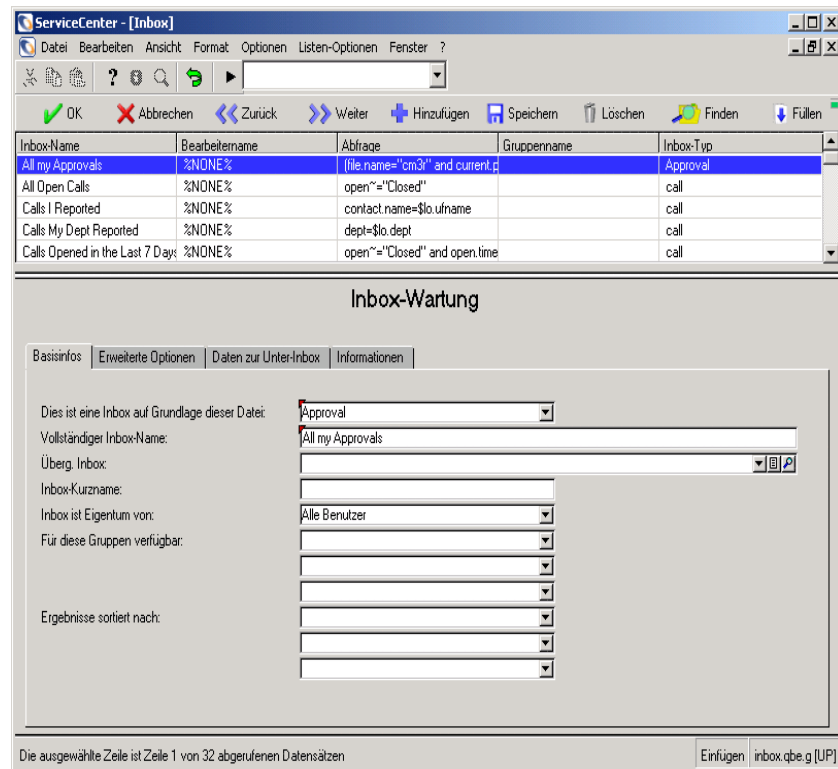 ServiceCenter - [Inbox]
Datei Bearbeiten Ansicht Format Optionen Listen-Optionen Fenster ?
OK Abbrechen Zurück Weiter Hinzufügen Speichern Löschen Finden Füllen
Inbox-Name Bearbeitername Abfrage Gruppenname Inbox-Typ
All my Approvals %NONE% (file.name="cm3r" and current.p Approval
All Open Calls %NONE% open~="Closed" call
Calls I Reported %NONE% contact.name=$lo.ufname call
Calls My Dept Reported %NONE% dept=$lo.dept call
Calls Opened in the Last 7 Days %NONE% open~="Closed" and open.time call
Inbox-Wartung
Basisinfos Erweiterte Optionen Daten zur Unter-Inbox Informationen
Dies ist eine Inbox auf Grundlage dieser Datei: Approval
Vollständiger Inbox-Name: All my Approvals
Überg. Inbox:
Inbox-Kurzname:
Inbox ist Eigentum von: Alle Benutzer
Für diese Gruppen verfügbar:
Ergebnisse sortiert nach:
Die ausgewählte Zeile ist Zeile 1 von 32 abgerufenen Datensätzen Einfügen inbox.qbe.g [UP]